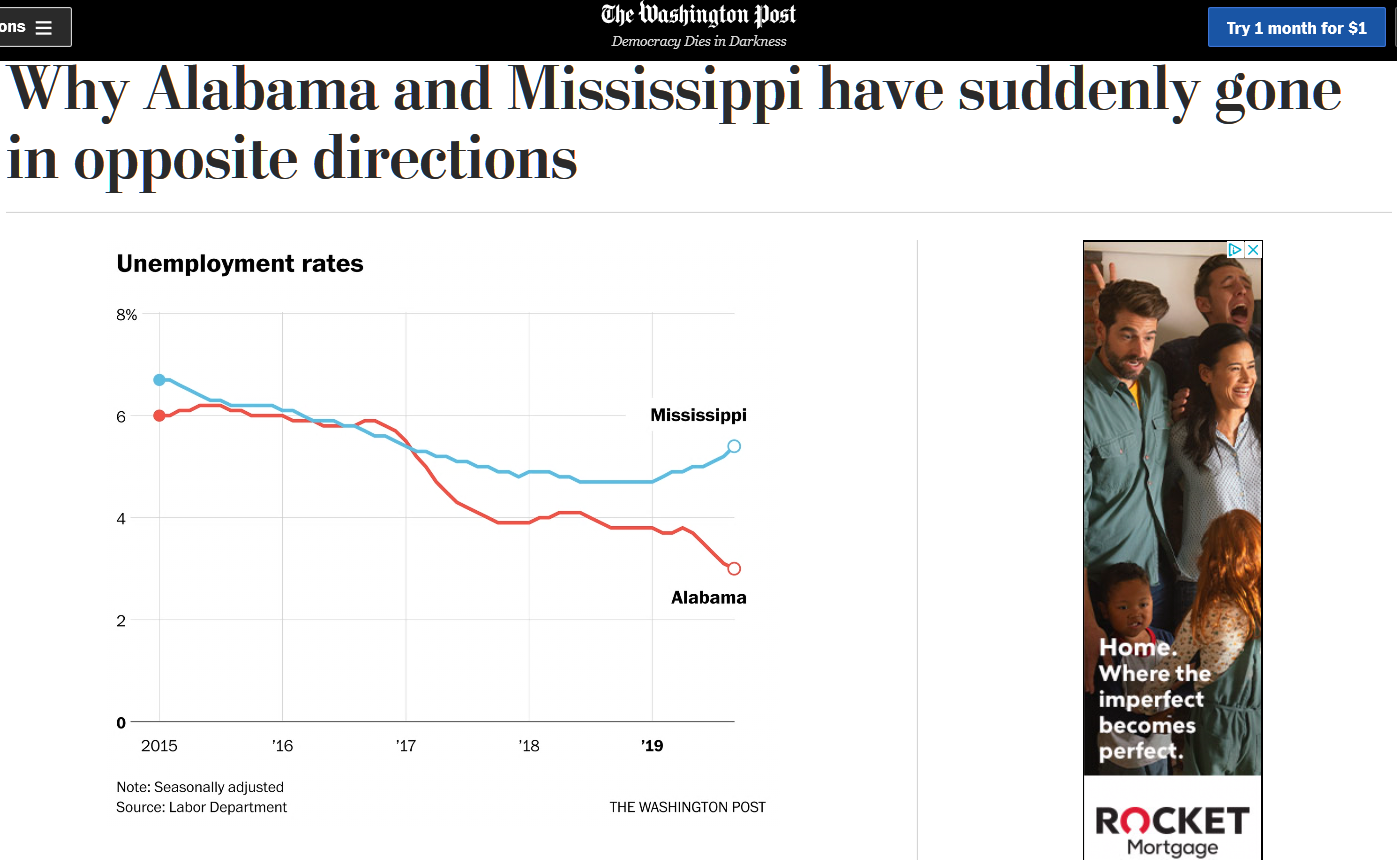 ons
The Washington Post
Democracy Dies in Darkness
Try 1 month for $1
Why Alabama and Mississippi have suddenly gone
in opposite directions
Unemployment rates
8%
6
4
2
0
Mississippi
Alabama
2015
’16
’17
’18
’19
Note: Seasonally adjusted
Source: Labor Department
THE WASHINGTON POST
Home.
Where the
imperfect
becomes
perfect.
ROCKET
Mortgage